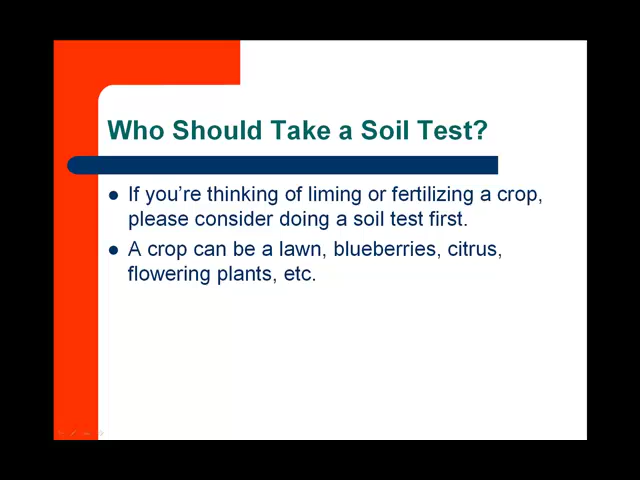 Who Should Take a Soil Test?
If you're thinking of liming or fertilizing a crop,
please consider doing a soil test first.
A crop can be a lawn, blueberries, citrus,
flowering plants, etc.